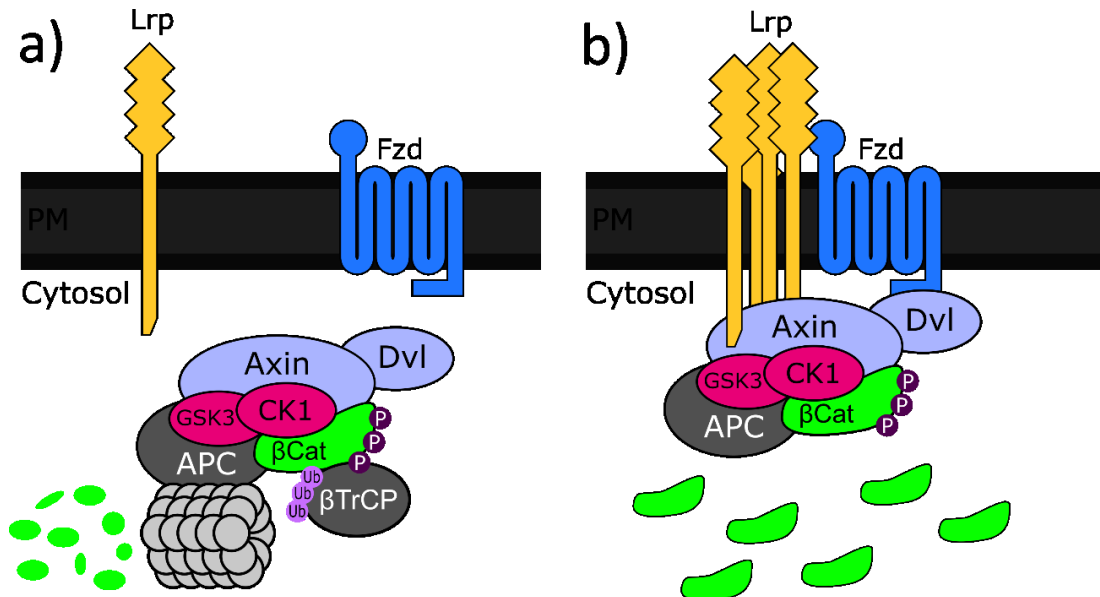 a)
Lrp
Fzd
PM
Cytosol
Axin
Dvl
GSK3
CK1
APC
βCat
P
P
P
Ub
Ub
Ub
βTrCP
b)
Lrp
Fzd
PM
Cytosol
Axin
Dvl
GSK3
CK1
APC
βCat
P
P
P